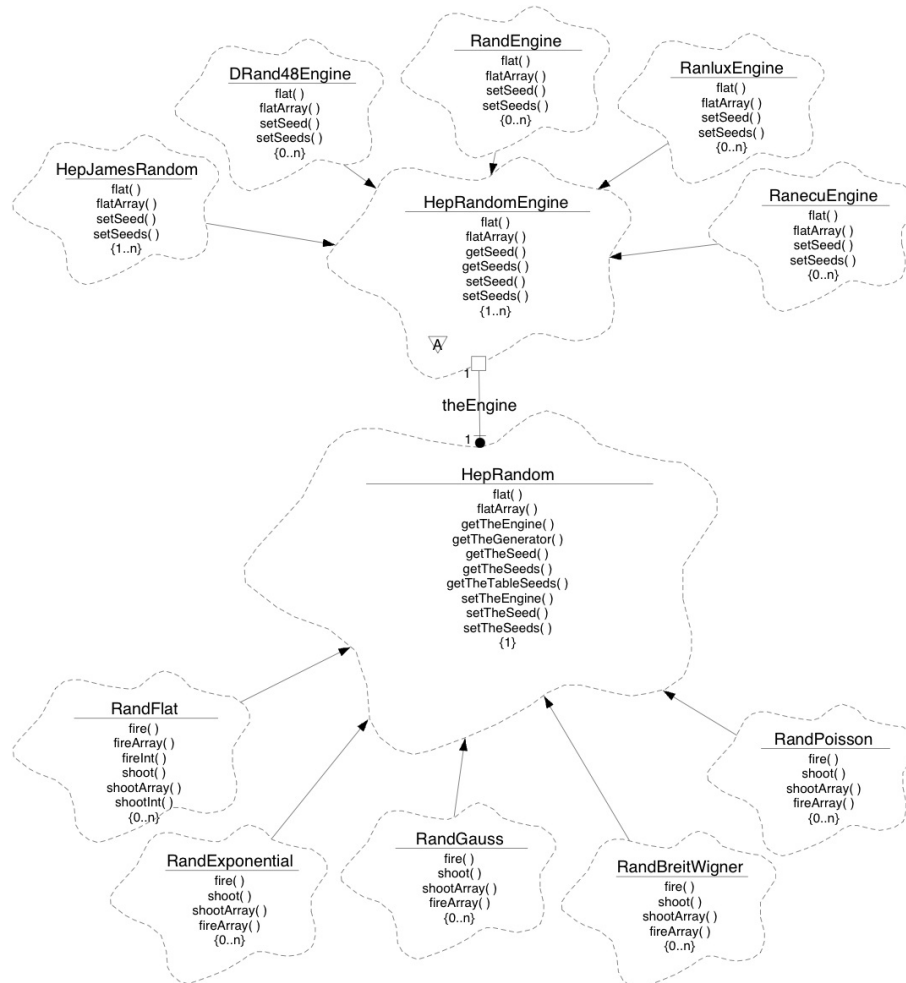 RandEngine
flat( )
flatArray( )
setSeed( )
setSeeds( )
{0..n}
DRand48Engine
flat( )
flatArray( )
setSeed( )
setSeeds( )
{0..n}
RanluxEngine
flat( )
flatArray( )
setSeed( )
setSeeds( )
{0..n}
HepJamesRandom
flat( )
flatArray( )
setSeed( )
setSeeds( )
{1..n}
HepRandomEngine
flat( )
flatArray( )
getSeed( )
getSeeds( )
setSeed( )
setSeeds( )
{1..n}
A
RanecuEngine
flat( )
flatArray( )
setSeed( )
setSeeds( )
{0..n}
1
theEngine
1
HepRandom
flat( )
flatArray( )
getTheEngine( )
getTheGenerator( )
getTheSeed( )
getTheSeeds( )
getTheTableSeeds( )
setTheEngine( )
setTheSeed( )
setTheSeeds( )
{1}
RandFlat
fire( )
fireArray( )
fireInt( )
shoot( )
shootArray( )
shootInt( )
{0..n}
RandPoisson
fire( )
shoot( )
shootArray( )
fireArray( )
{0..n}
RandExponential
fire( )
shoot( )
shootArray( )
fireArray( )
{0..n}
RandGauss
fire( )
shoot( )
shootArray( )
fireArray( )
{0..n}
RandBreitWigner
fire( )
shoot( )
shootArray( )
fireArray( )
{0..n}